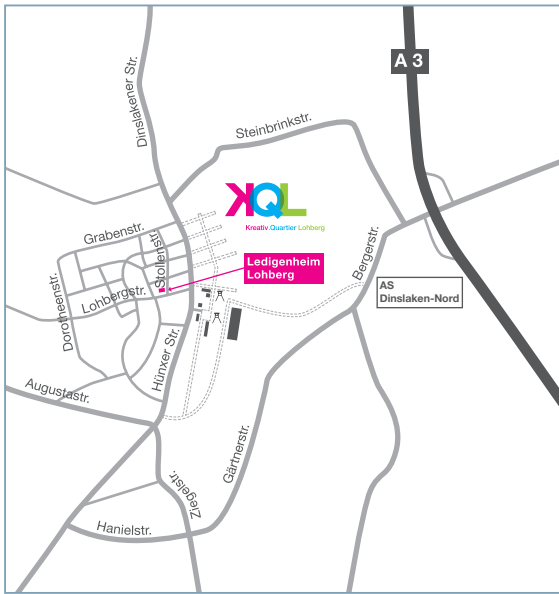 A 3
Dinslakener Str.
Steinbrinkstr.
KQL
Kreativ.Quartier Lohberg
Grabenstr.
Stollenstr.
Bergerstr.
Ledigenheim
Lohberg
Dorotheenstr.
Lohbergstr.
AS
Dinslaken-Nord
Hünxer Str.
Augustastr.
Gärtnerstr.
Ziegelstr.
Hanielstr.